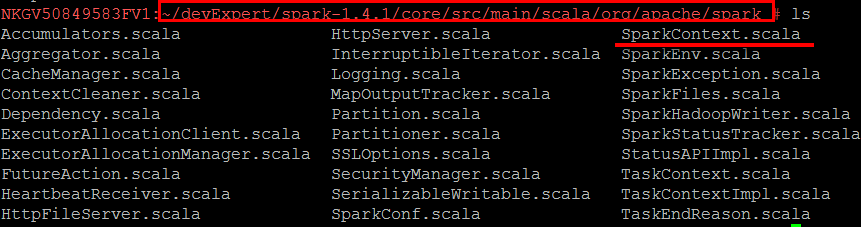 NKGV50849583FV1:~/devExpert/spark-1.4.1/core/src/main/scala/org/apache/spark # ls
Accumulators.scala HttpServer.scala SparkContext.scala
Aggregator.scala InterruptibleIterator.scala SparkEnv.scala
CacheManager.scala Logging.scala SparkException.scala
ContextCleaner.scala MapOutputTracker.scala SparkFiles.scala
Dependency.scala Partition.scala SparkHadoopWriter.scala
ExecutorAllocationClient.scala Partitioner.scala SparkStatusTracker.scala
ExecutorAllocationManager.scala SSLOptions.scala StatusAPIImpl.scala
FutureAction.scala SecurityManager.scala TaskContext.scala
HeartbeatReceiver.scala SerializableWritable.scala TaskContextImpl.scala
HttpFileServer.scala SparkConf.scala TaskEndReason.scala